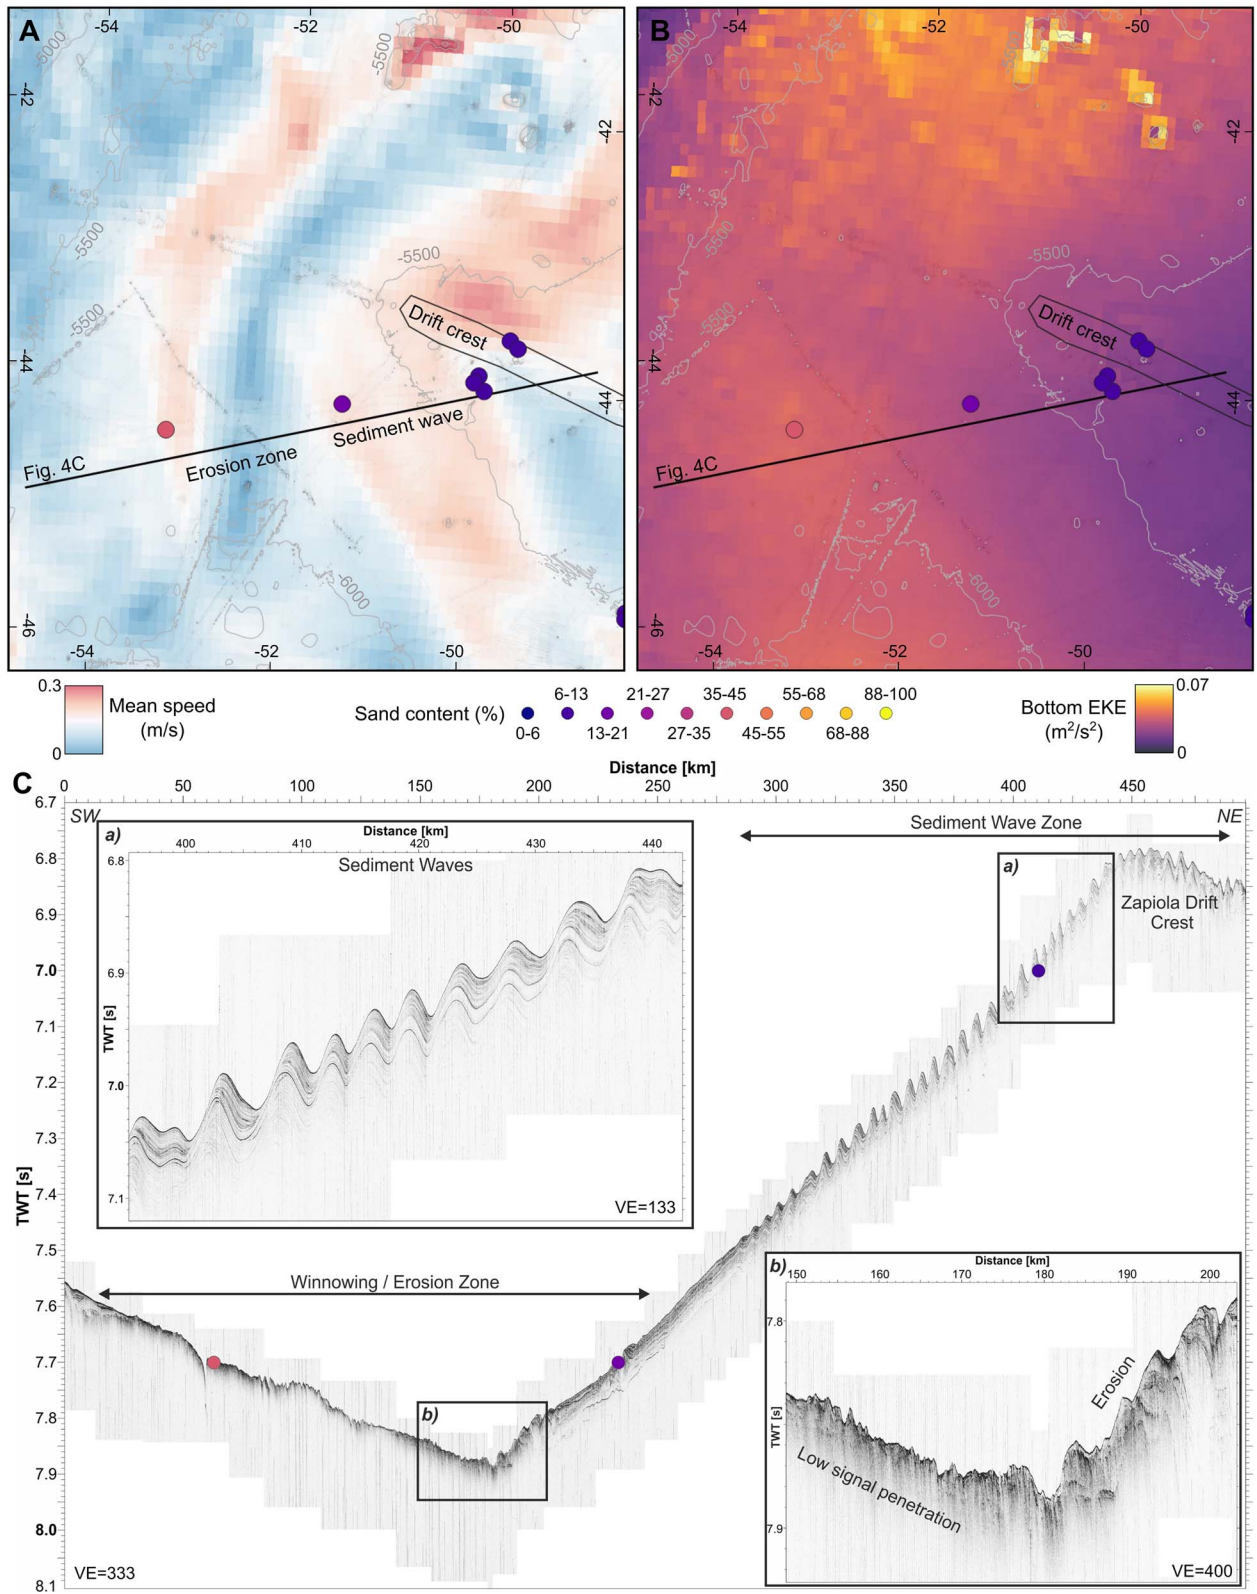 A
-54
-52
-50
-5000
-5500
-42
-42
-5500
-5500
-5500
Drift crest
-44
-44
Sediment wave
Fig. 4C
Erosion zone
-6000
-46
-54
-52
-50
B
-54
-52
-50
-5000
-5500
-42
-42
-5500
-5500
-5500
Drift crest
-44
-44
Fig. 4C
-6000
-46
-54
-52
-50
0.3
Mean speed
(m/s)
0
Sand content (%)
6-13 21-27 35-45 55-68 88-100
0-6 13-21 27-35 45-55 68-88
Bottom EKE
(m²/s²)
0.07
0
C
Distance [km]
0 50 100 150 200 250 300 350 400 450
6.7
6.8
6.9
7.0
7.1
7.2
7.3
7.4
7.5
7.6
7.7
7.8
7.9
8.0
8.1
TWT [s]
SW
NE
Sediment Wave Zone
a)
Zapiola Drift
Crest
a)
Distance [km]
400 410 420 430 440
Sediment Waves
6.8
6.9
7.0
7.1
TWT [s]
VE=133
Winnowing / Erosion Zone
b)
VE=333
b)
Distance [km]
150 160 170 180 190 200
7.8
7.9
TWT [s]
Erosion
Low signal penetration
VE=400